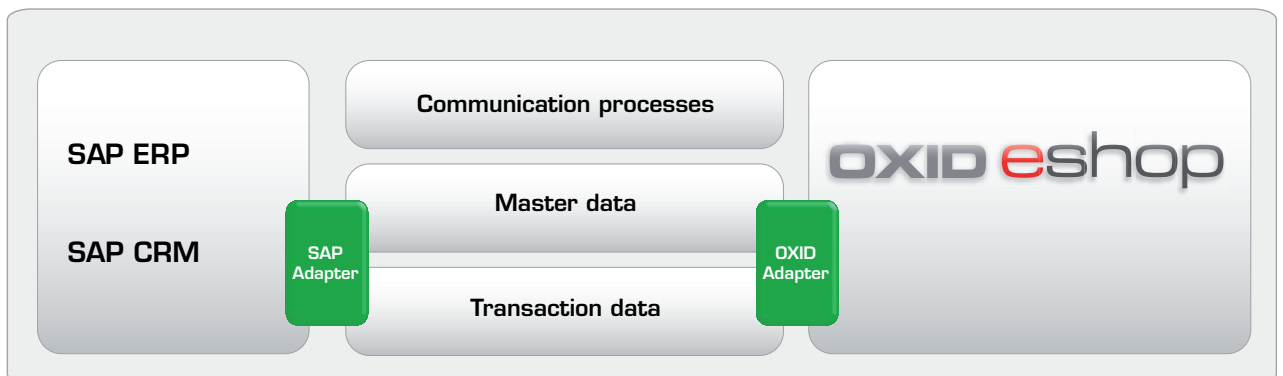 SAP ERP
SAP CRM
SAP
Adapter
Communication processes
Master data
Transaction data
OXID
Adapter
OXID eshop